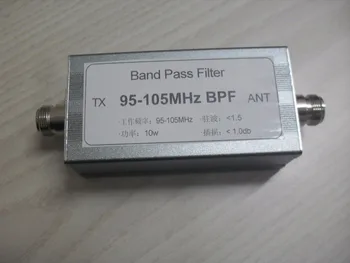 Band Pass Filter
TX 95-105MHz BPF ANT
·工作频率: 95-105MHz ·驻波: <1.5
·功率: 10w ·插损: <1.0db